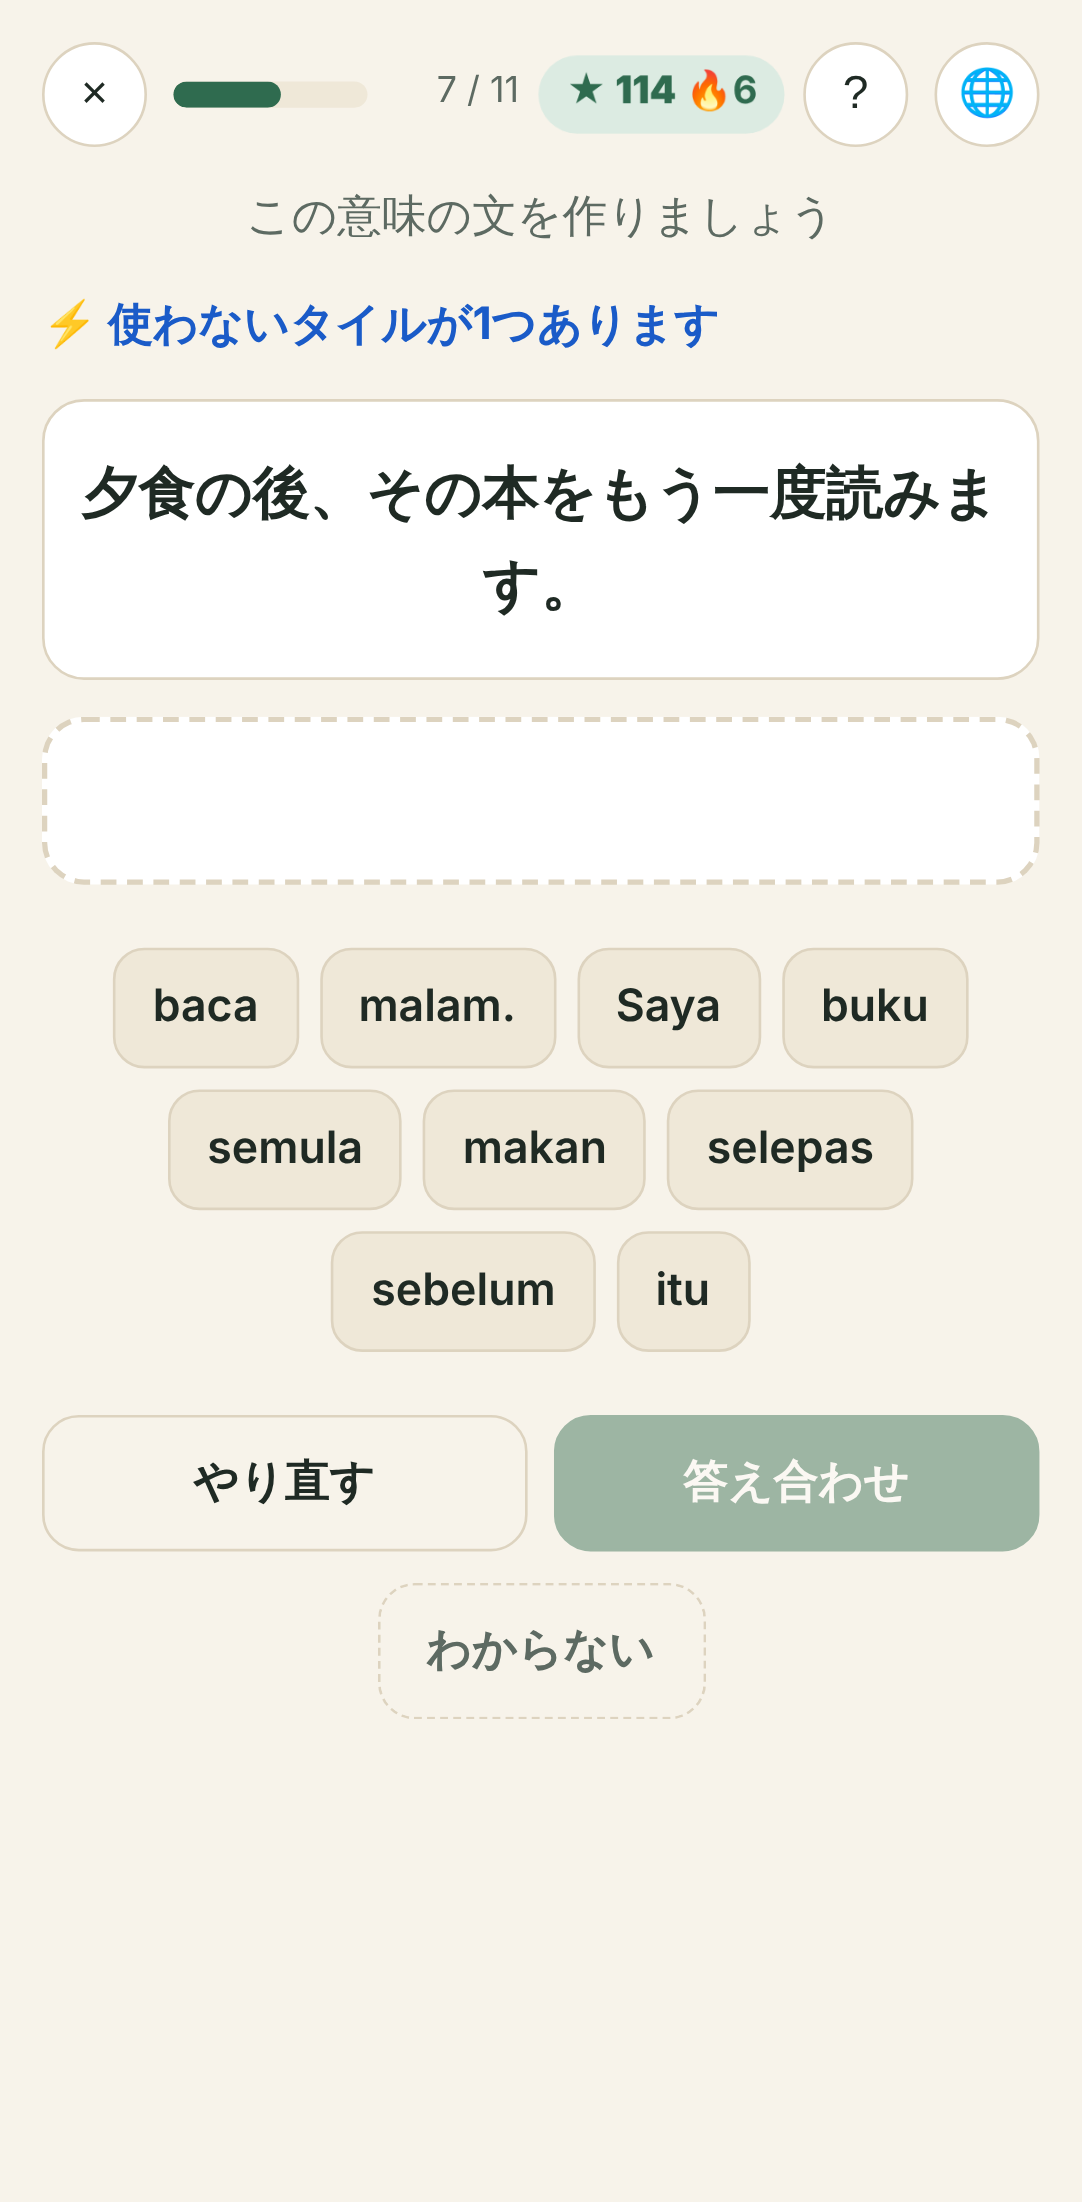 ×
7 / 11
★ 114 🔥6
?
🌐
この意味の文を作りましょう
⚡ 使わないタイルが1つあります
夕食の後、その本をもう一度読みま
す。
baca malam. Saya buku
semula makan selepas
sebelum itu
やり直す 答え合わせ
わからない